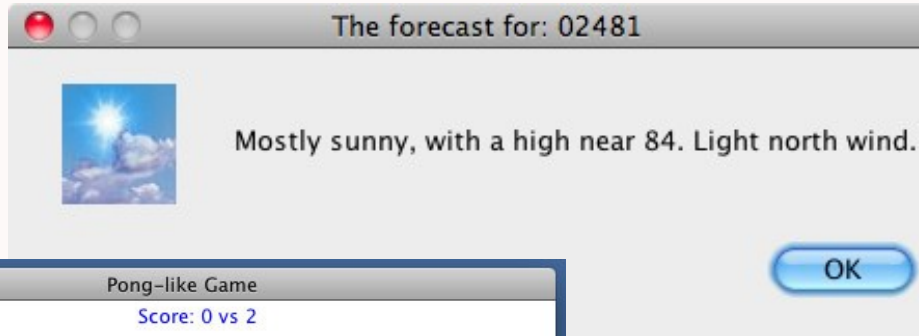 The forecast for: 02481
Mostly sunny, with a high near 84. Light north wind.
OK
Pong-like Game
Score: 0 vs 2